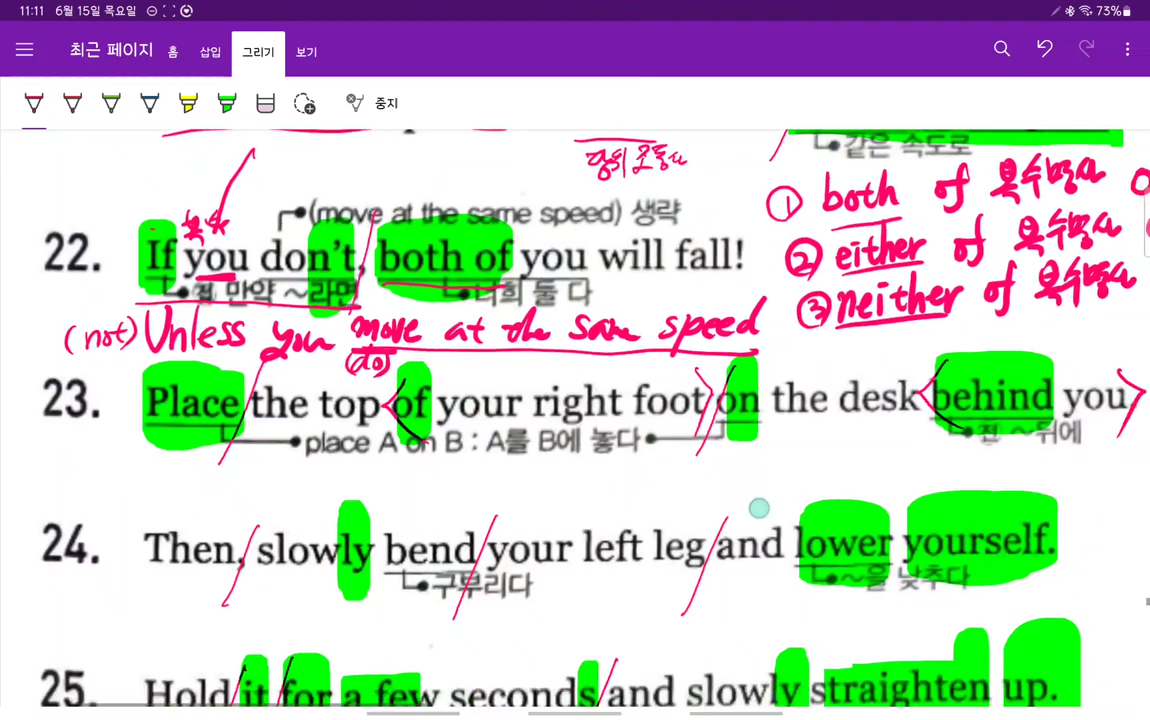 11:11 6월 15일 목요일 73%
최근 페이지 홈 삽입 그리기 보기
중지
같은 속도로
① both of 복수명사
복수 (move at the same speed) 생략
22. If you don't, both of you will fall!
② either of 복수명사
접 만약 ~라면 너희 둘 다
③ neither of 복수명사
(not) Unless you move at the same speed
(do)
23. Place the top of your right foot on the desk behind you
place A on B : A를 B에 놓다 전 ~뒤에
24. Then, slowly bend your left leg and lower yourself.
구부리다 ~을 낮추다
25. Hold it for a few seconds and slowly straighten up.